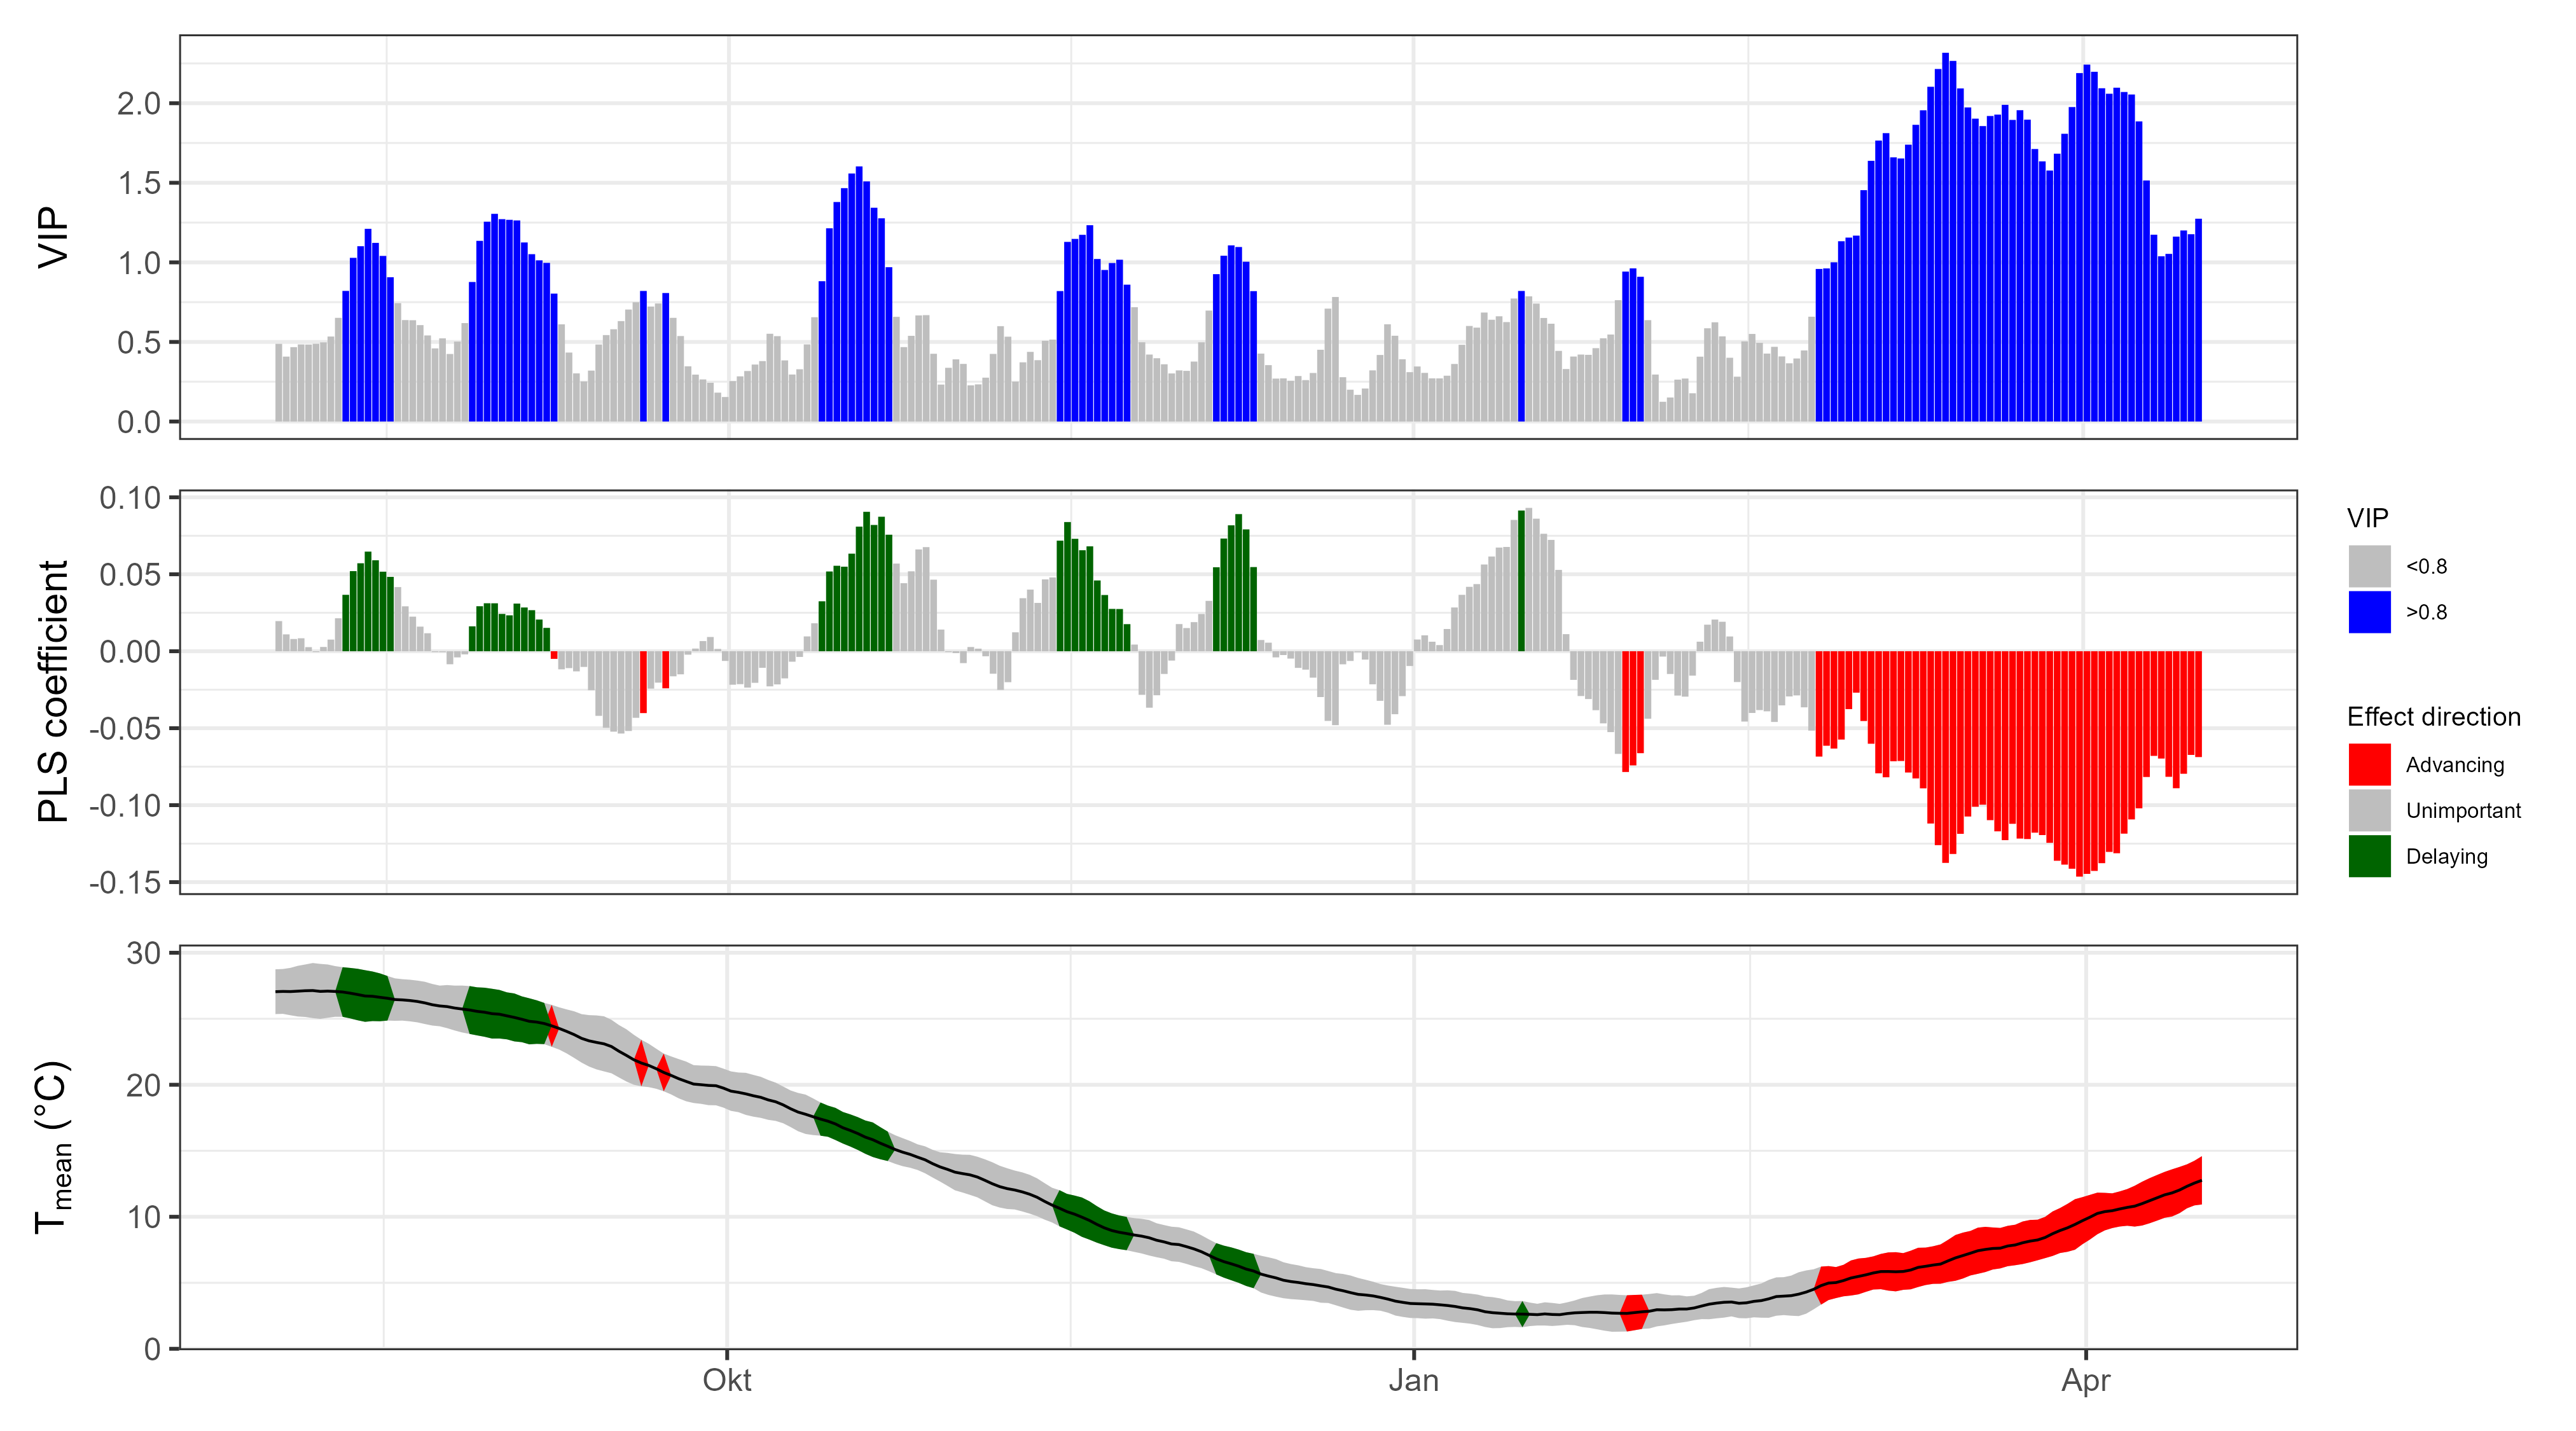 VIP
2.0
1.5
1.0
0.5
0.0
PLS coefficient
0.10
0.05
0.00
-0.05
-0.10
-0.15
VIP
<0.8
>0.8
Effect direction
Advancing
Unimportant
Delaying
Tmean (°C)
30
20
10
0
Okt Jan Apr